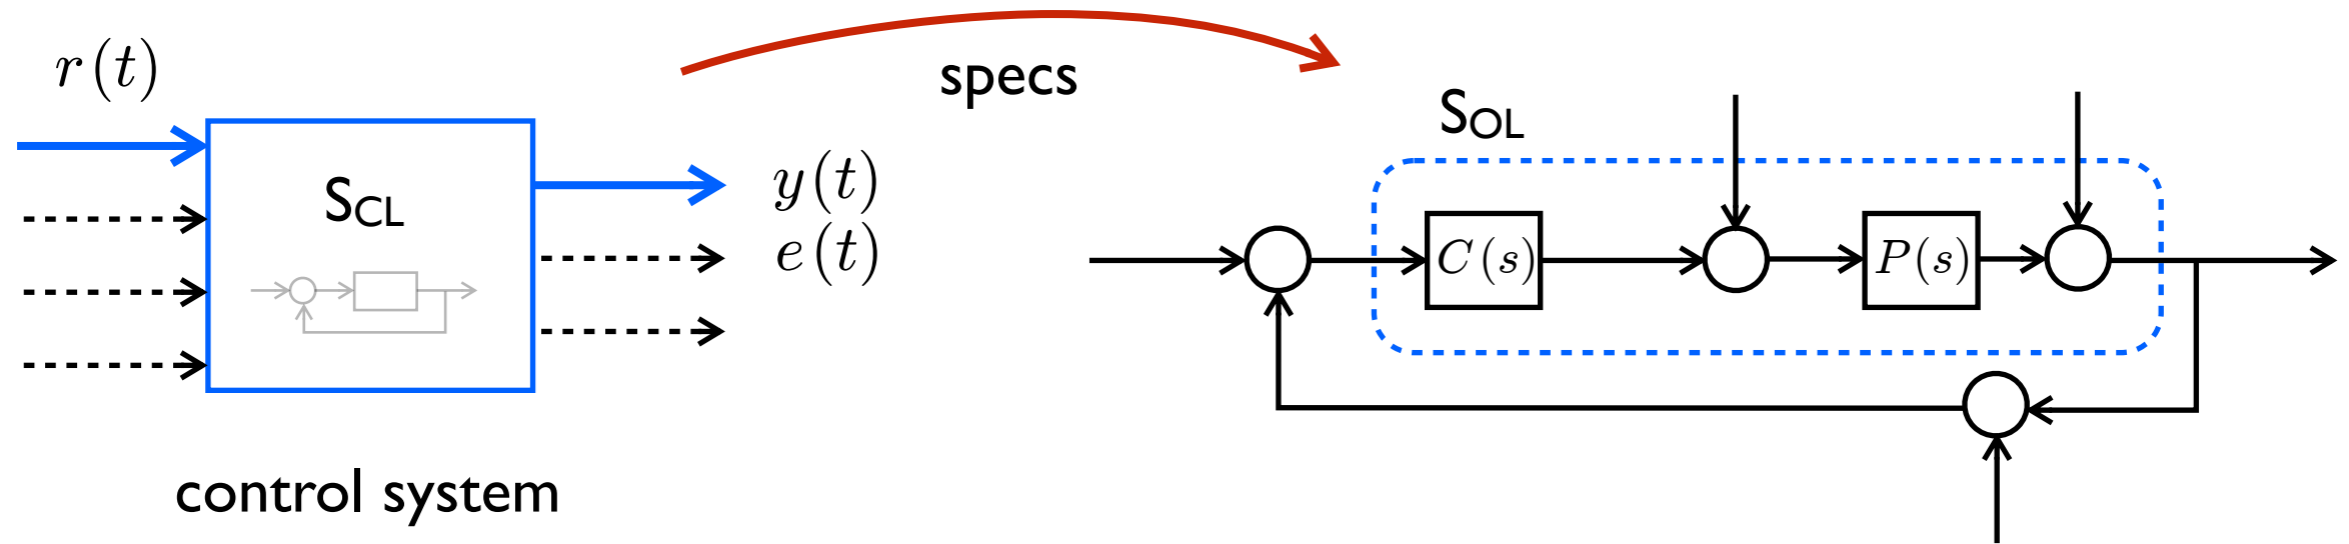 r(t)
specs
S_OL
y(t)
S_CL
e(t)
C(s)
P(s)
control system